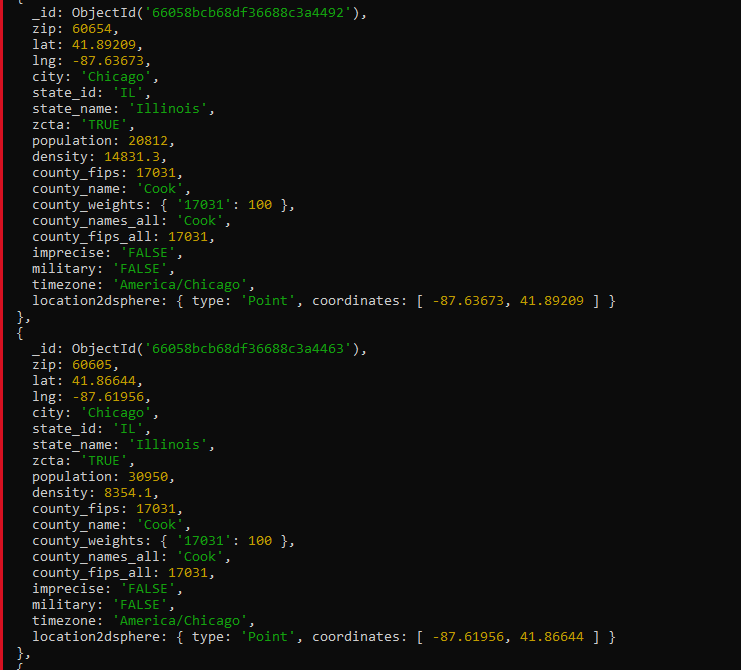 {
_id: ObjectId('66058bcb68df36688c3a4492'),
zip: 60654,
lat: 41.89209,
lng: -87.63673,
city: 'Chicago',
state_id: 'IL',
state_name: 'Illinois',
zcta: 'TRUE',
population: 20812,
density: 14831.3,
county_fips: 17031,
county_name: 'Cook',
county_weights: { '17031': 100 },
county_names_all: 'Cook',
county_fips_all: 17031,
imprecise: 'FALSE',
military: 'FALSE',
timezone: 'America/Chicago',
location2dsphere: { type: 'Point', coordinates: [ -87.63673, 41.89209 ] }
},
{
_id: ObjectId('66058bcb68df36688c3a4463'),
zip: 60605,
lat: 41.86644,
lng: -87.61956,
city: 'Chicago',
state_id: 'IL',
state_name: 'Illinois',
zcta: 'TRUE',
population: 30950,
density: 8354.1,
county_fips: 17031,
county_name: 'Cook',
county_weights: { '17031': 100 },
county_names_all: 'Cook',
county_fips_all: 17031,
imprecise: 'FALSE',
military: 'FALSE',
timezone: 'America/Chicago',
location2dsphere: { type: 'Point', coordinates: [ -87.61956, 41.86644 ] }
},
{